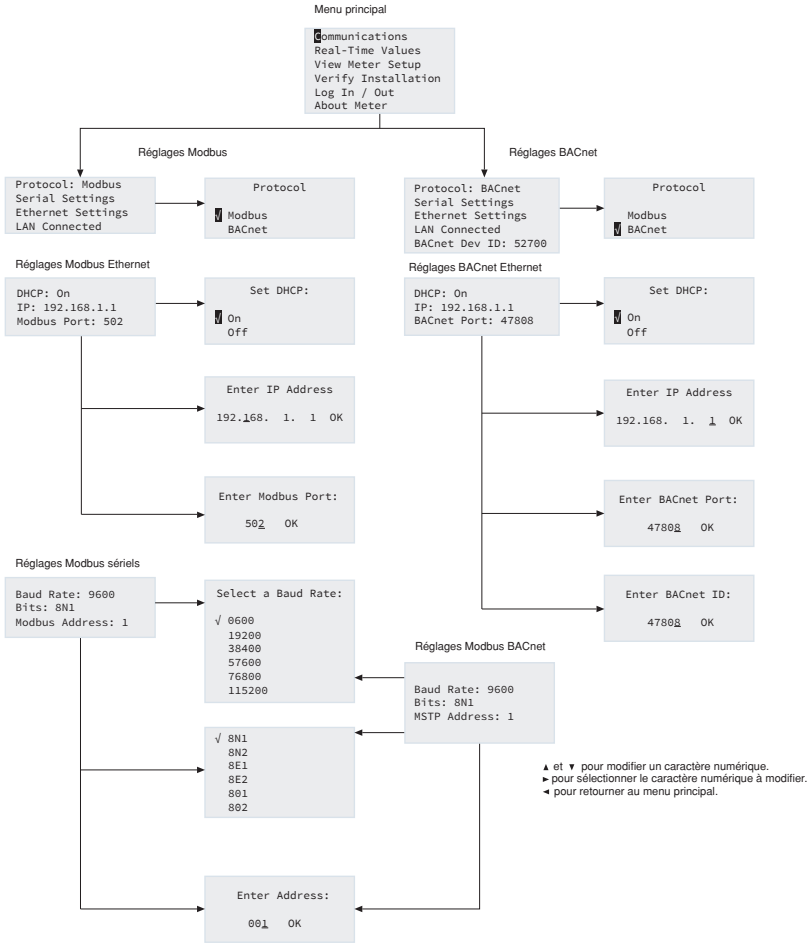 Menu principal
Communications
Real-Time Values
View Meter Setup
Verify Installation
Log In / Out
About Meter
Réglages Modbus
Protocol: Modbus
Serial Settings
Ethernet Settings
LAN Connected
Protocol
√ Modbus
BACnet
Réglages BACnet
Protocol: BACnet
Serial Settings
Ethernet Settings
LAN Connected
BACnet Dev ID: 52700
Protocol
Modbus
√ BACnet
Réglages Modbus Ethernet
DHCP: On
IP: 192.168.1.1
Modbus Port: 502
Set DHCP:
√ On
Off
Enter IP Address
192.168. 1. 1 OK
Enter Modbus Port:
502 OK
Réglages BACnet Ethernet
DHCP: On
IP: 192.168.1.1
BACnet Port: 47808
Set DHCP:
√ On
Off
Enter IP Address
192.168. 1. 1 OK
Enter BACnet Port:
47808 OK
Enter BACnet ID:
47808 OK
Réglages Modbus sériels
Baud Rate: 9600
Bits: 8N1
Modbus Address: 1
Select a Baud Rate:
√ 0600
19200
38400
57600
76800
115200
Réglages Modbus BACnet
Baud Rate: 9600
Bits: 8N1
MSTP Address: 1
√ 8N1
8N2
8E1
8E2
801
802
Enter Address:
001 OK
▲ et ▼ pour modifier un caractère numérique.
► pour sélectionner le caractère numérique à modifier.
◄ pour retourner au menu principal.